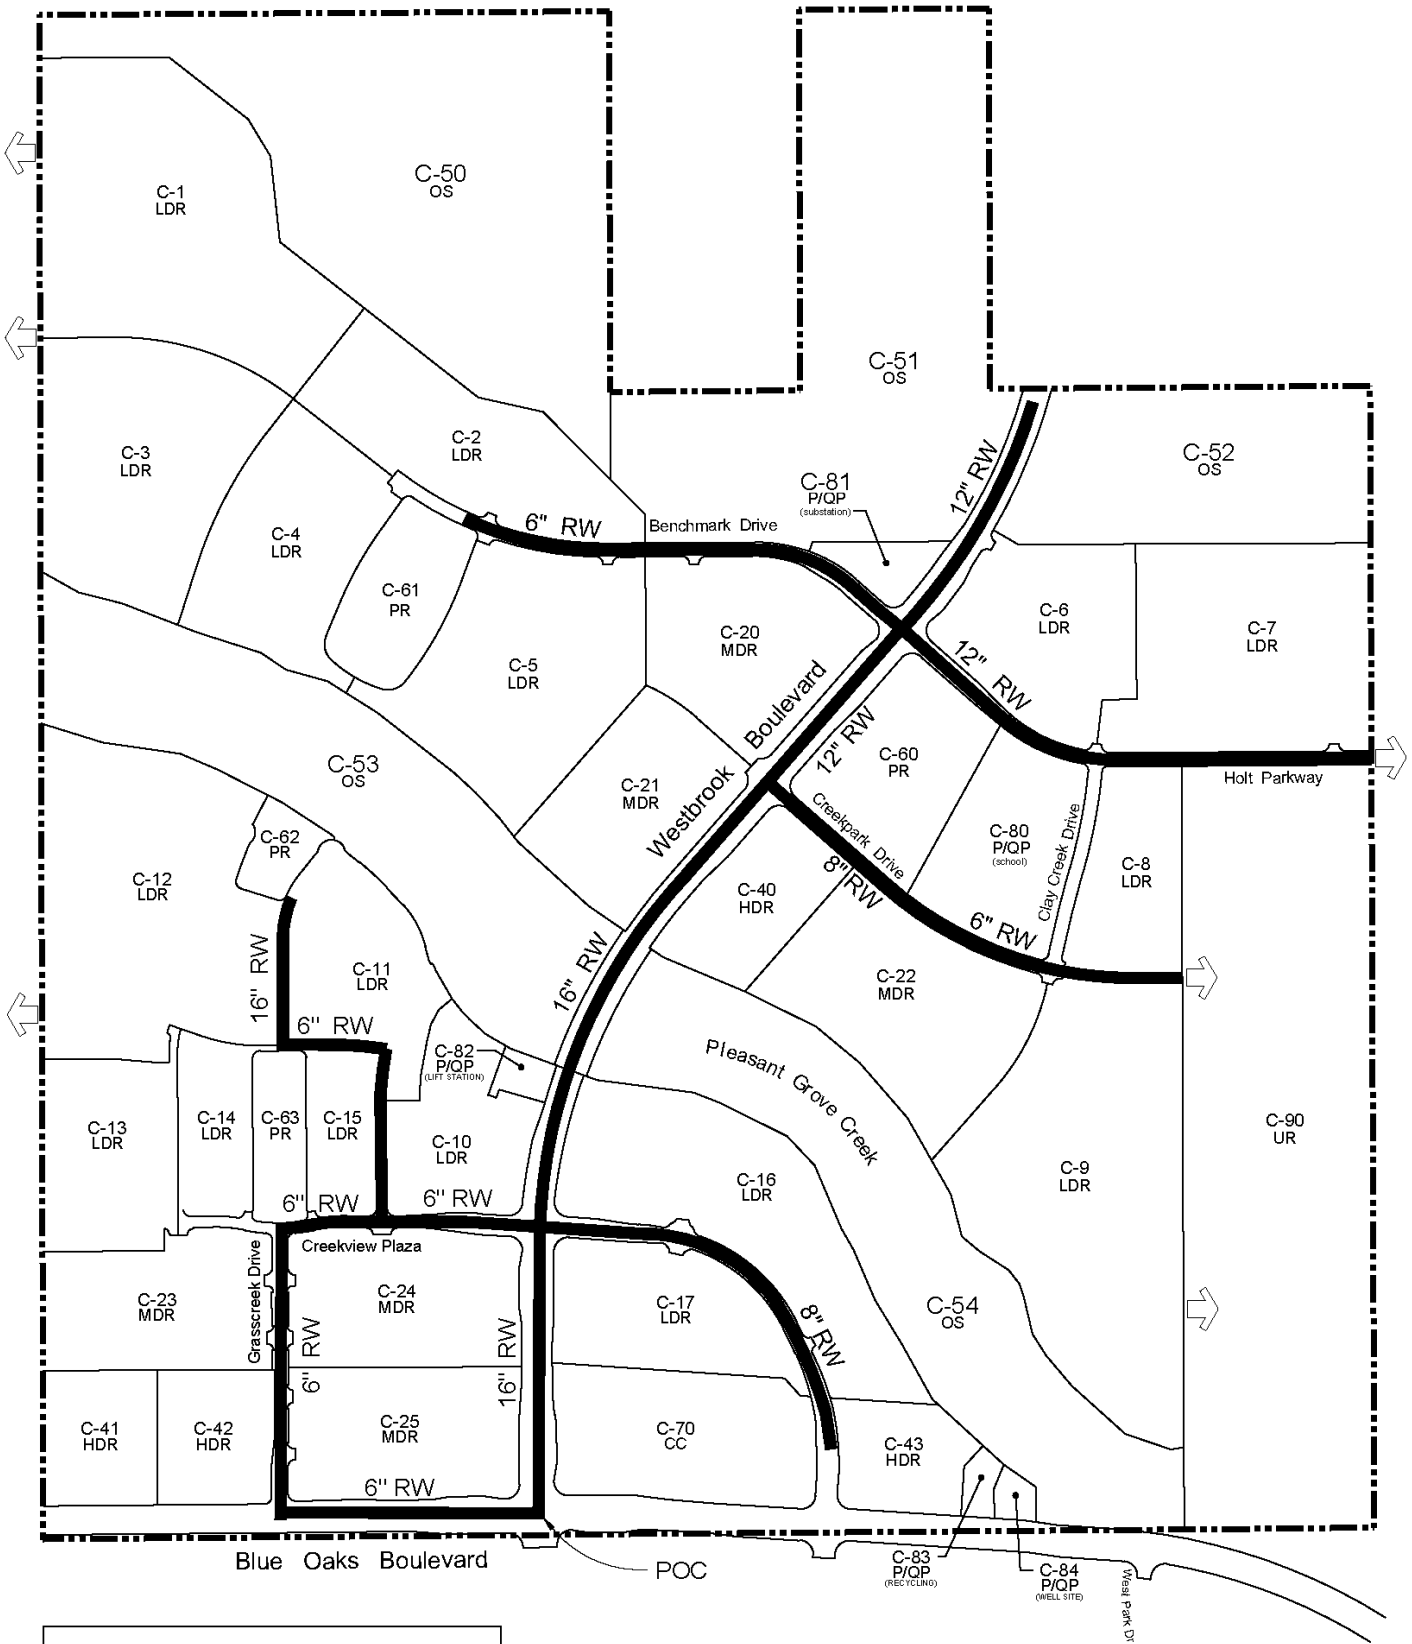 C-1
LDR
C-50
OS
C-51
OS
C-3
LDR
C-2
LDR
C-52
OS
12" RW
C-81
P/QP
(substation)
6" RW
Benchmark Drive
C-4
LDR
C-61
PR
C-6
LDR
C-7
LDR
C-20
MDR
C-5
LDR
12" RW
Westbrook Boulevard
12" RW
C-60
PR
C-53
OS
C-21
MDR
Holt Parkway
Creekpark Drive
8" RW
C-80
P/QP
(school)
Clay Creek Drive
C-8
LDR
C-62
PR
C-12
LDR
C-40
HDR
6" RW
16" RW
C-11
LDR
16" RW
C-22
MDR
6" RW
C-82
P/QP
(LIFT STATION)
Pleasant Grove Creek
C-13
LDR
C-14
LDR
C-63
PR
C-15
LDR
C-10
LDR
C-90
UR
C-9
LDR
C-16
LDR
6" RW
6" RW
Creekview Plaza
Grasscreek Drive
C-23
MDR
C-24
MDR
C-17
LDR
C-54
OS
6" RW
16" RW
8" RW
C-41
HDR
C-42
HDR
C-25
MDR
C-70
CC
C-43
HDR
6" RW
Blue Oaks Boulevard
POC
C-83
P/QP
(RECYCLING)
C-84
P/QP
(WELL SITE)
West Park Dr